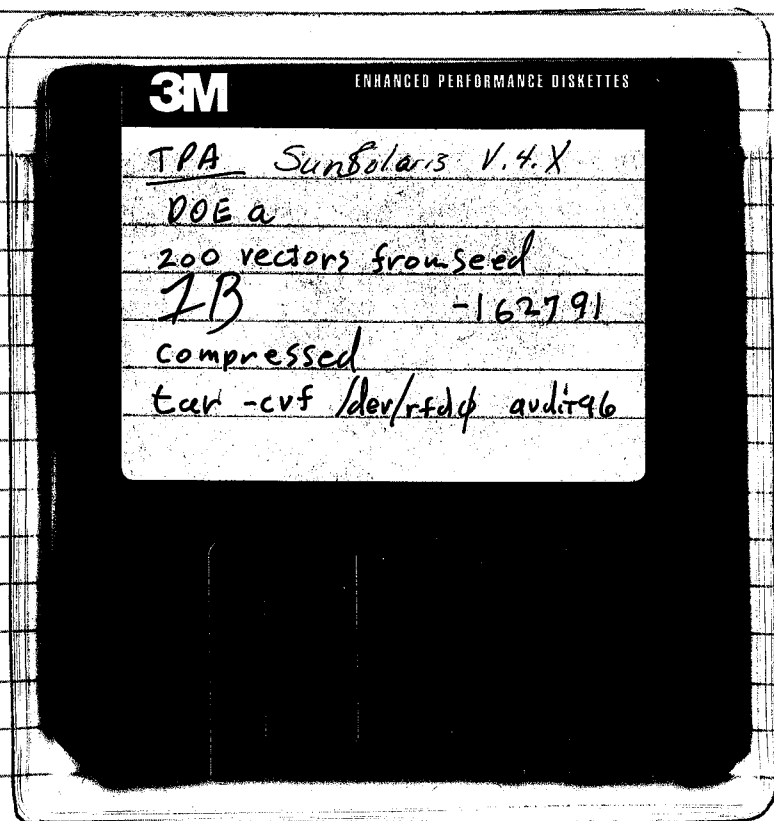 3M ENHANCED PERFORMANCE DISKETTES
TPA SunSolaris V.4.X
DOE a
200 vectors from seed
IB -162791
compressed
tar -cvf /dev/rfd0 audit96